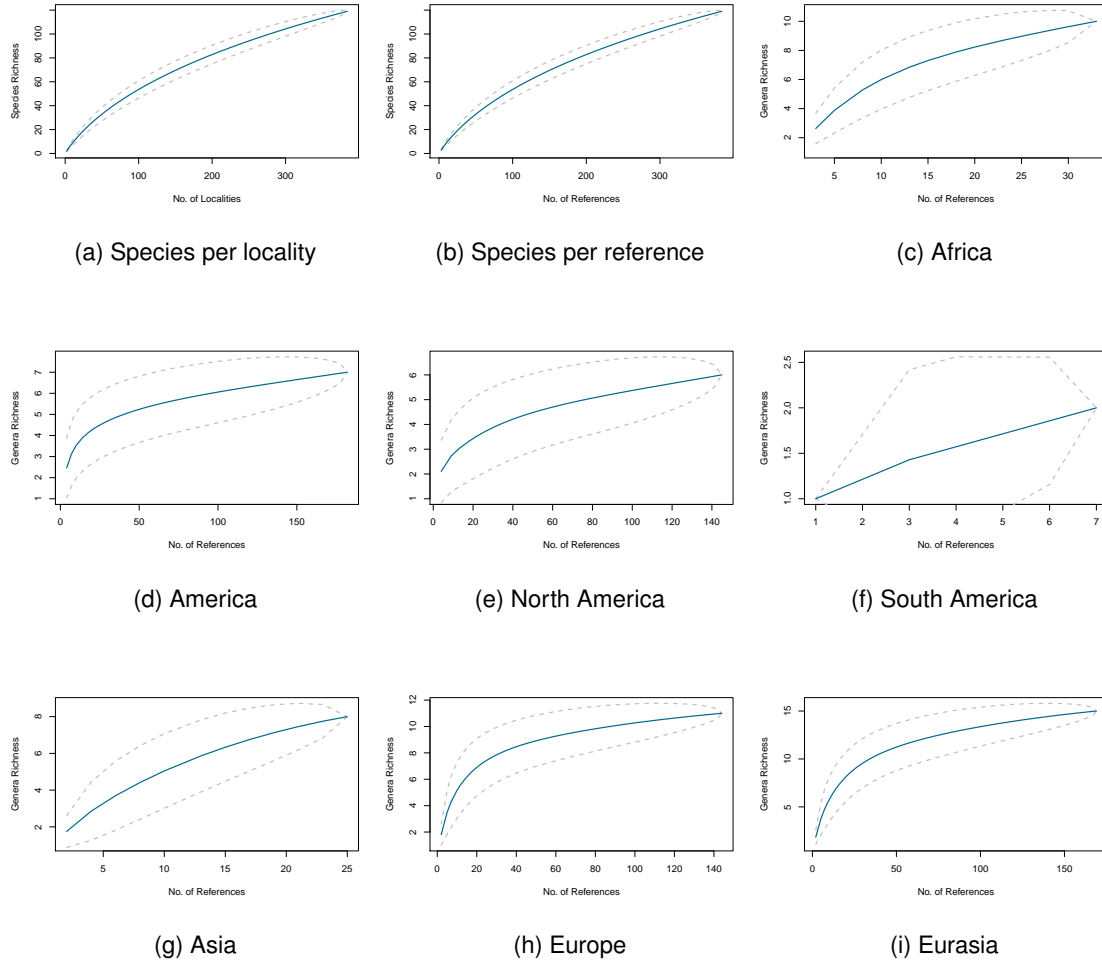 Species Richness
0 20 40 60 80 100
0 100 200 300
No. of Localities
(a) Species per locality
Species Richness
0 20 40 60 80 100
0 100 200 300
No. of References
(b) Species per reference
Genera Richness
2 4 6 8 10
5 10 15 20 25 30
No. of References
(c) Africa
Genera Richness
1 2 3 4 5 6 7
0 50 100 150
No. of References
(d) America
Genera Richness
1 2 3 4 5 6
0 20 40 60 80 100 120 140
No. of References
(e) North America
Genera Richness
1.0 1.5 2.0 2.5
1 2 3 4 5 6 7
No. of References
(f) South America
Genera Richness
2 4 6 8
5 10 15 20 25
No. of References
(g) Asia
Genera Richness
2 4 6 8 10 12
0 20 40 60 80 100 120 140
No. of References
(h) Europe
Genera Richness
5 10 15
0 50 100 150
No. of References
(i) Eurasia